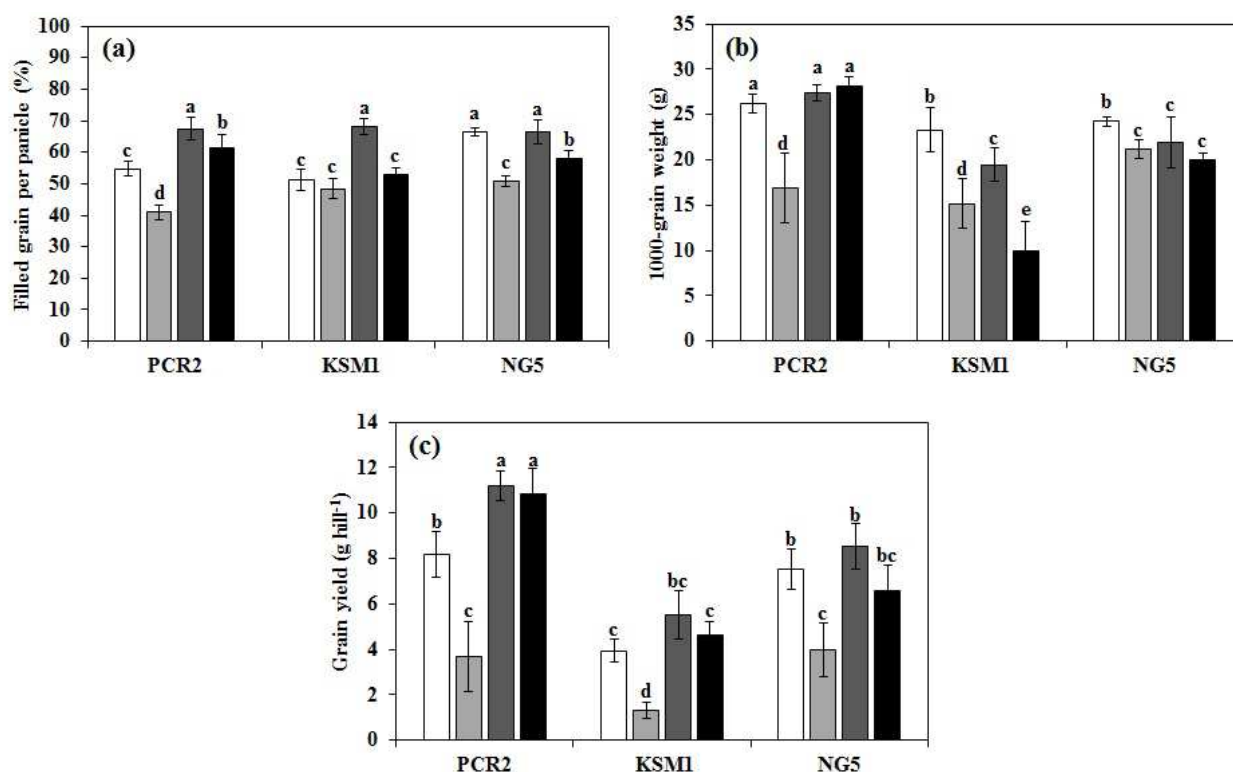 (a)
Filled grain per panicle (%)
100
90
80
70
60
50
40
30
20
10
0
c d a b
c c a c
a c a b
PCR2 KSM1 NG5
(b)
1000-grain weight (g)
35
30
25
20
15
10
5
0
a d a a
b d d e
b c c c
PCR2 KSM1 NG5
(c)
Grain yield (g hill⁻¹)
14
12
10
8
6
4
2
0
b c a a
c d bc c
b c b bc
PCR2 KSM1 NG5